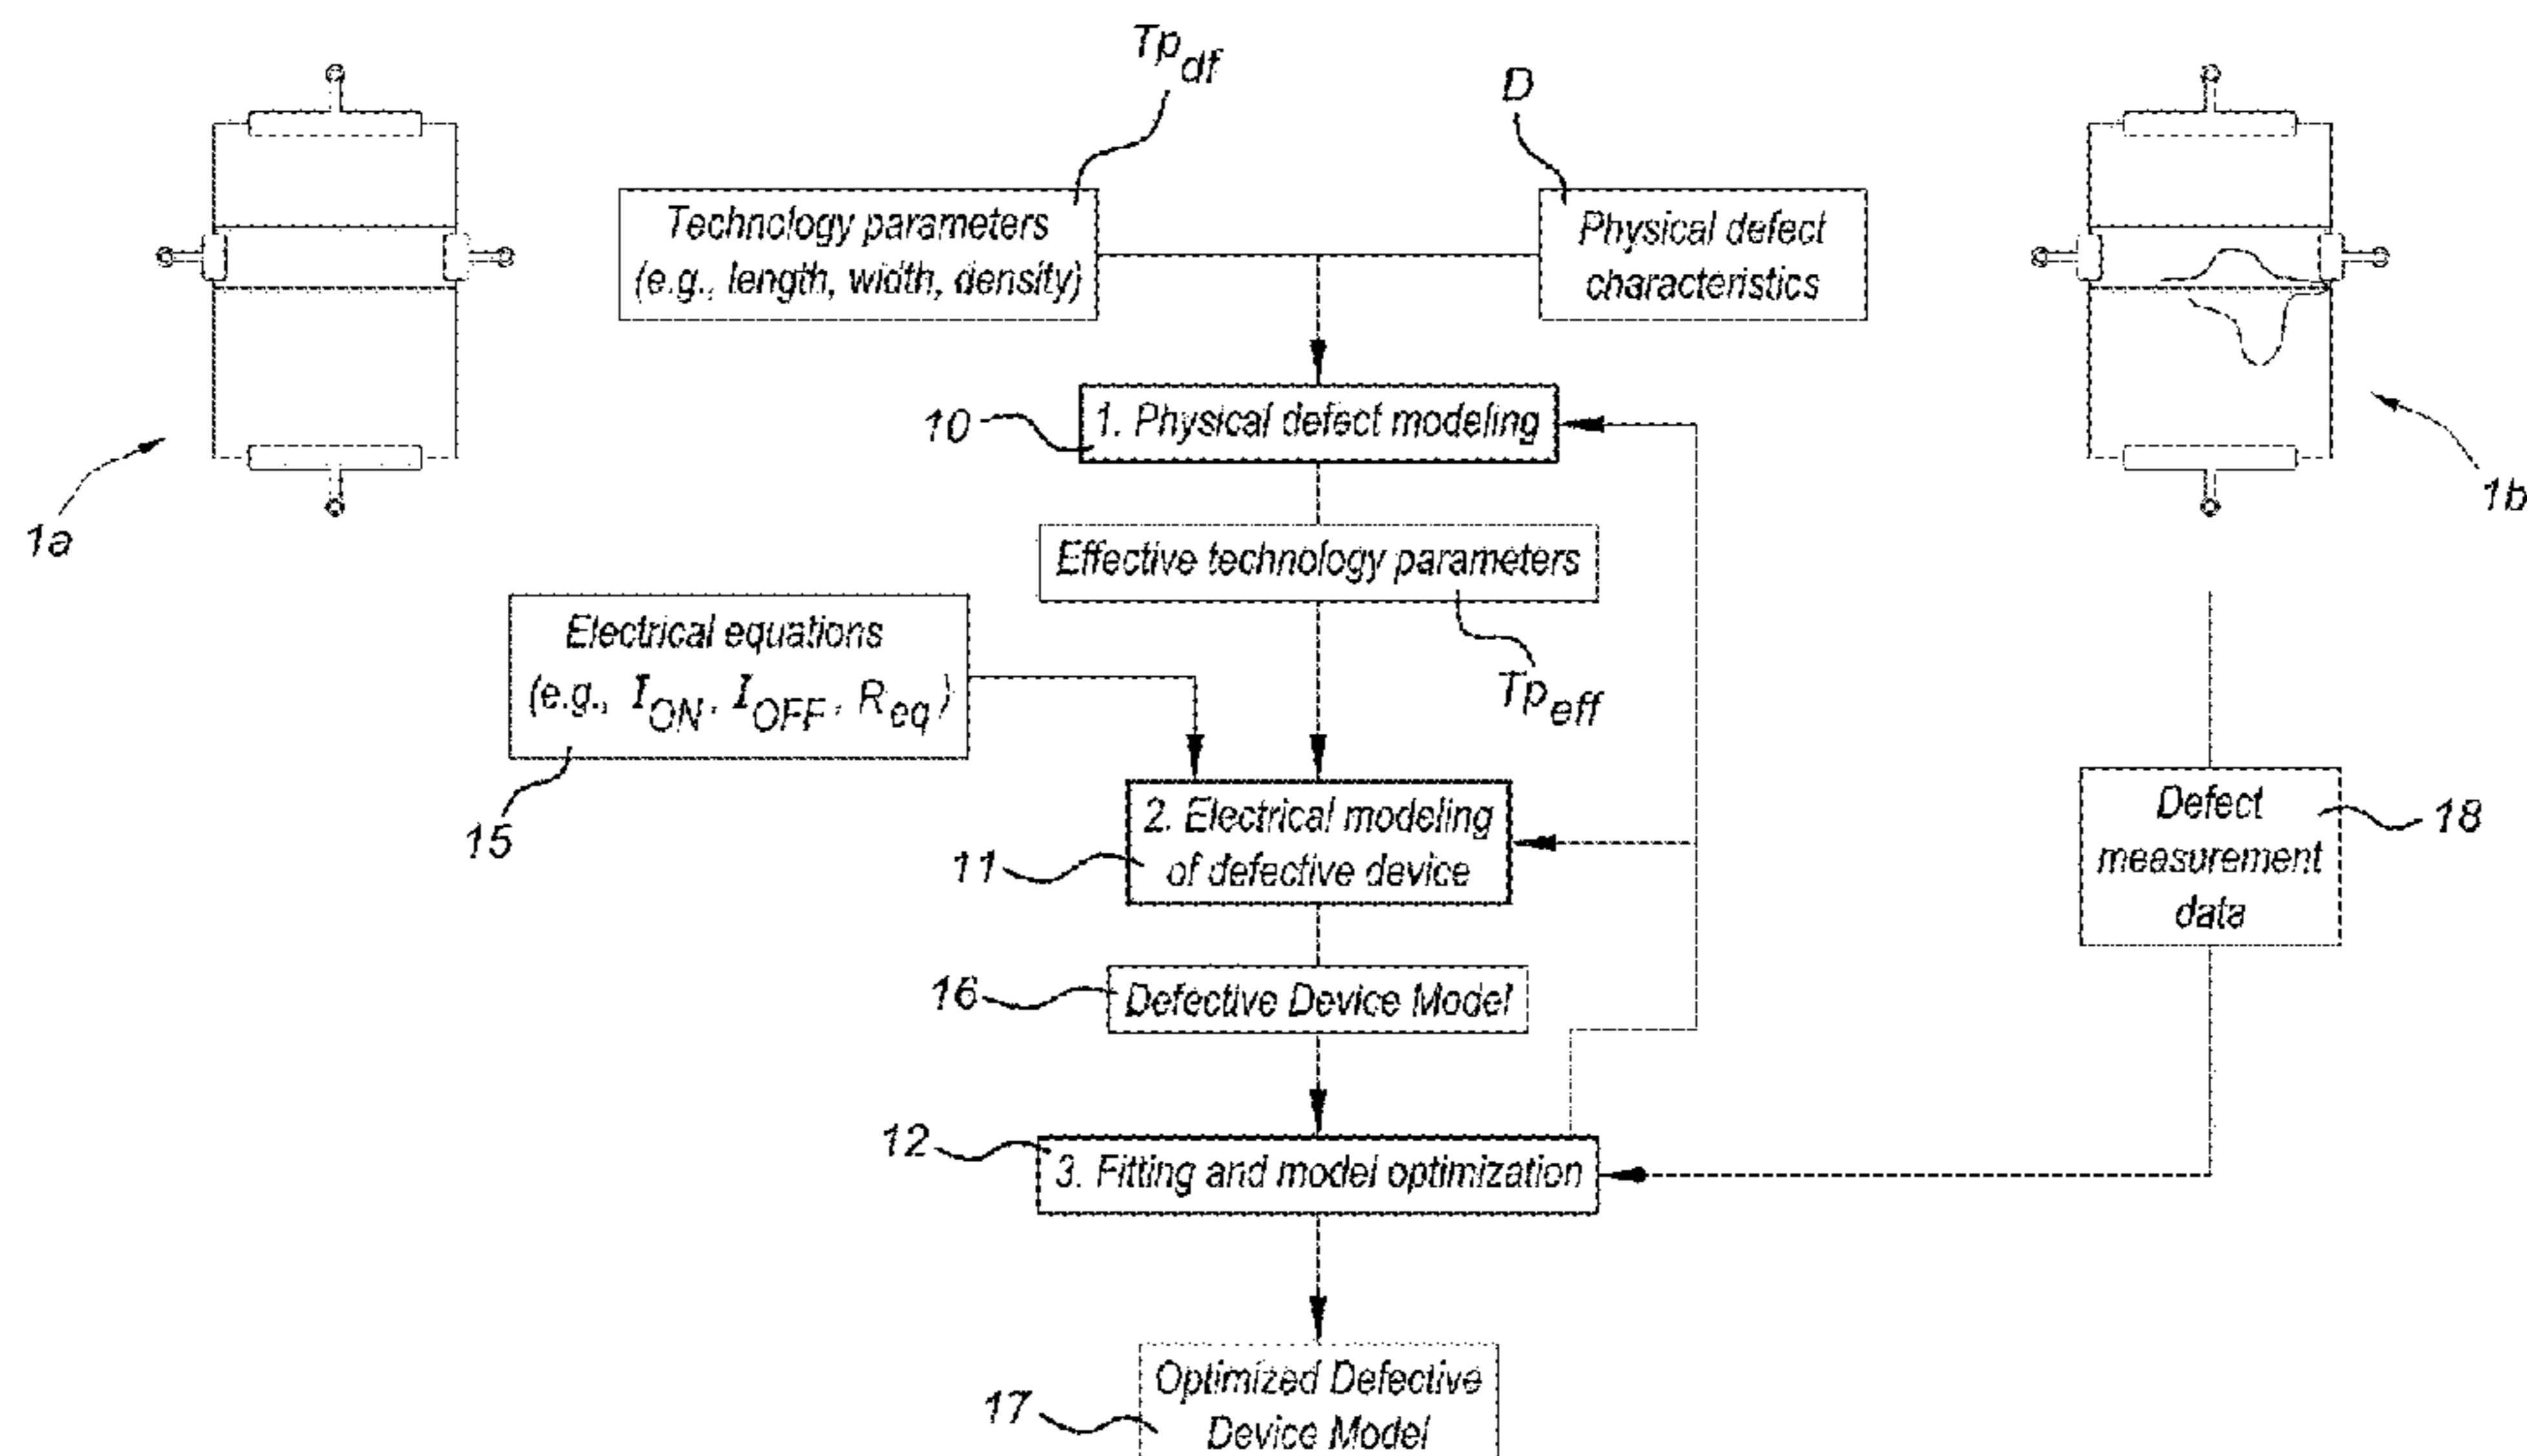 Tp_df
D
Technology parameters
(e.g., length, width, density)
Physical defect
characteristics
10
1. Physical defect modeling
1a
1b
Effective technology parameters
Electrical equations
(e.g., I_ON, I_OFF, R_eq)
Tp_eff
15
2. Electrical modeling
of defective device
11
Defect
measurement
data
18
16
Defective Device Model
12
3. Fitting and model optimization
17
Optimized Defective
Device Model